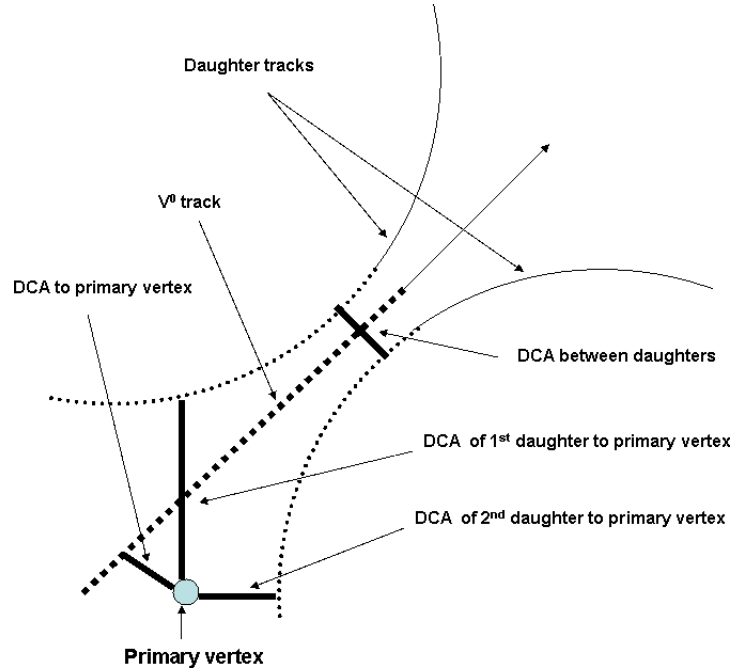 Daughter tracks
V⁰ track
DCA to primary vertex
DCA between daughters
DCA of 1ˢᵗ daughter to primary vertex
DCA of 2ⁿᵈ daughter to primary vertex
Primary vertex